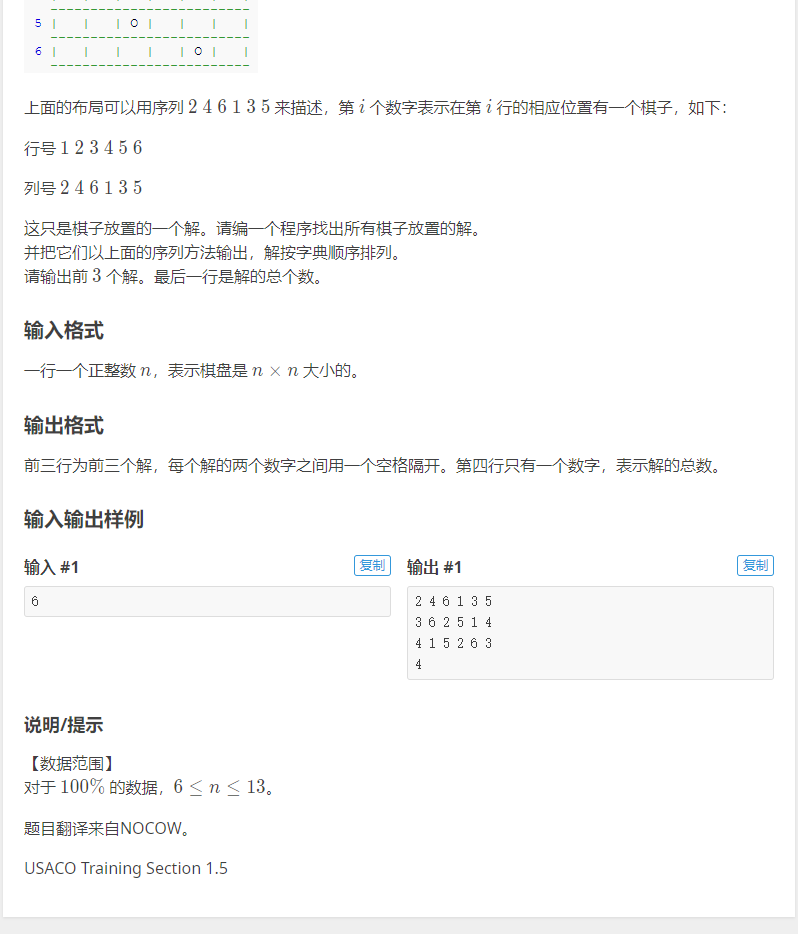 5 | | | O | | | |
6 | | | | | O | |
上面的布局可以用序列 2 4 6 1 3 5 来描述，第 i 个数字表示在第 i 行的相应位置有一个棋子，如下：
行号 1 2 3 4 5 6
列号 2 4 6 1 3 5
这只是棋子放置的一个解。请编一个程序找出所有棋子放置的解。
并把它们以上面的序列方法输出，解按字典顺序排列。
请输出前 3 个解。最后一行是解的总个数。
输入格式
一行一个正整数 n，表示棋盘是 n × n 大小的。
输出格式
前三行为前三个解，每个解的两个数字之间用一个空格隔开。第四行只有一个数字，表示解的总数。
输入输出样例
输入 #1
复制
6
输出 #1
复制
2 4 6 1 3 5
3 6 2 5 1 4
4 1 5 2 6 3
4
说明/提示
【数据范围】
对于 100% 的数据，6 ≤ n ≤ 13。
题目翻译来自NOCOW。
USACO Training Section 1.5